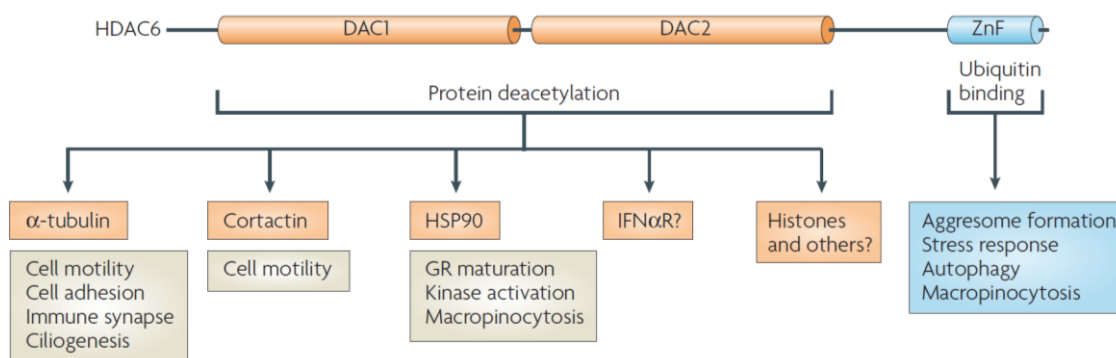 HDAC6
DAC1
DAC2
ZnF
Protein deacetylation
Ubiquitin
binding
α-tubulin
Cell motility
Cell adhesion
Immune synapse
Ciliogenesis
Cortactin
Cell motility
HSP90
GR maturation
Kinase activation
Macropinocytosis
IFNαR?
Histones
and others?
Aggresome formation
Stress response
Autophagy
Macropinocytosis